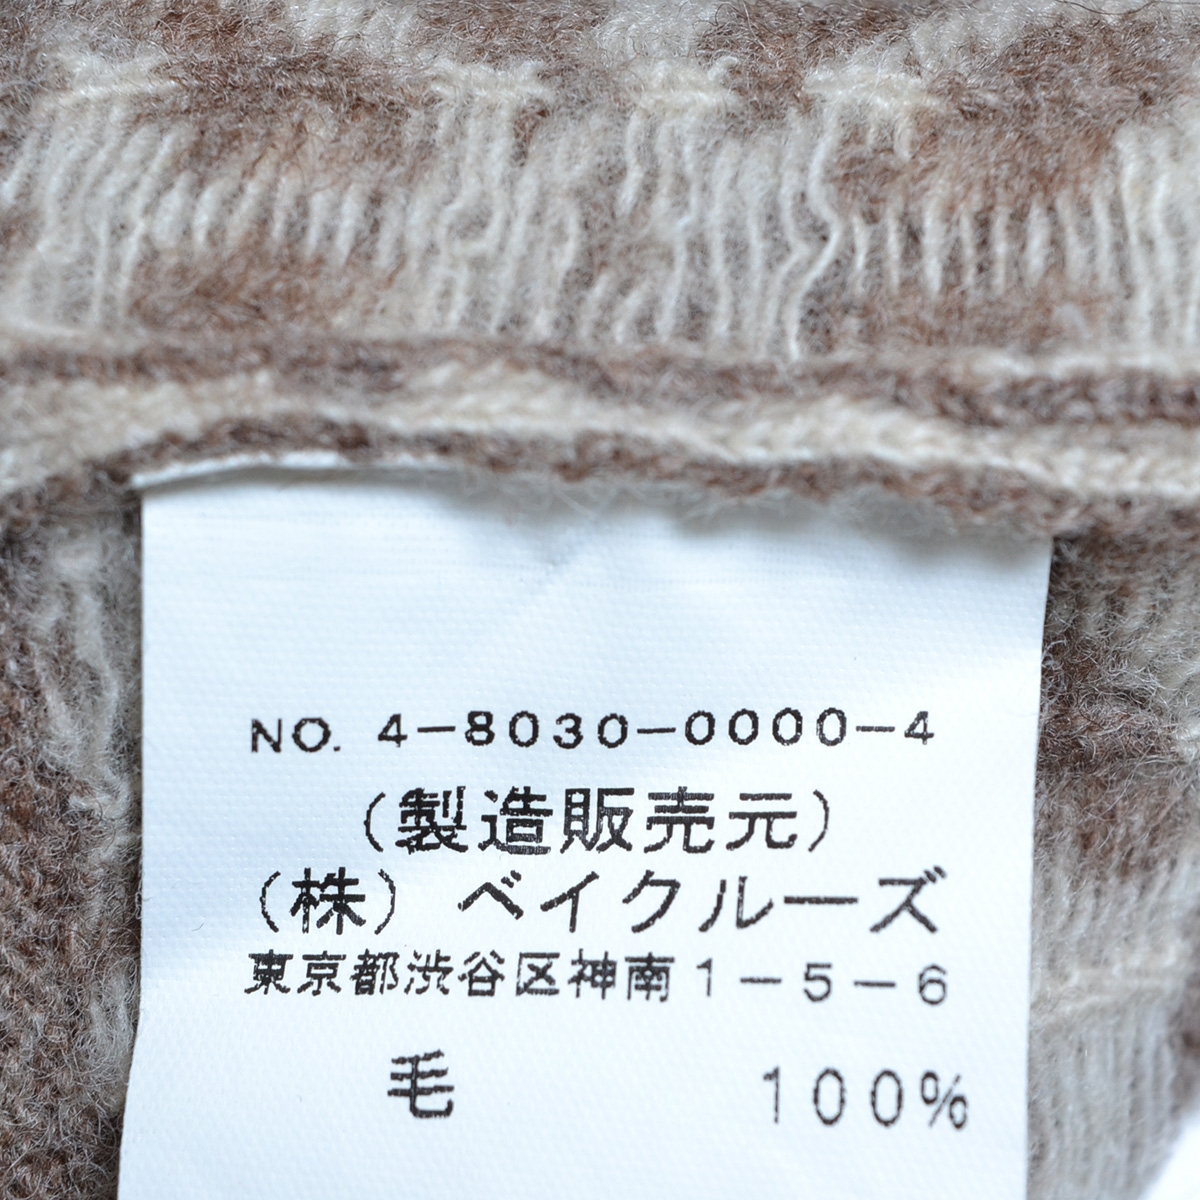 NO. 4-8030-0000-4
(製造販売元)
(株) ベイクルーズ
東京都渋谷区神南1-5-6
毛 100%